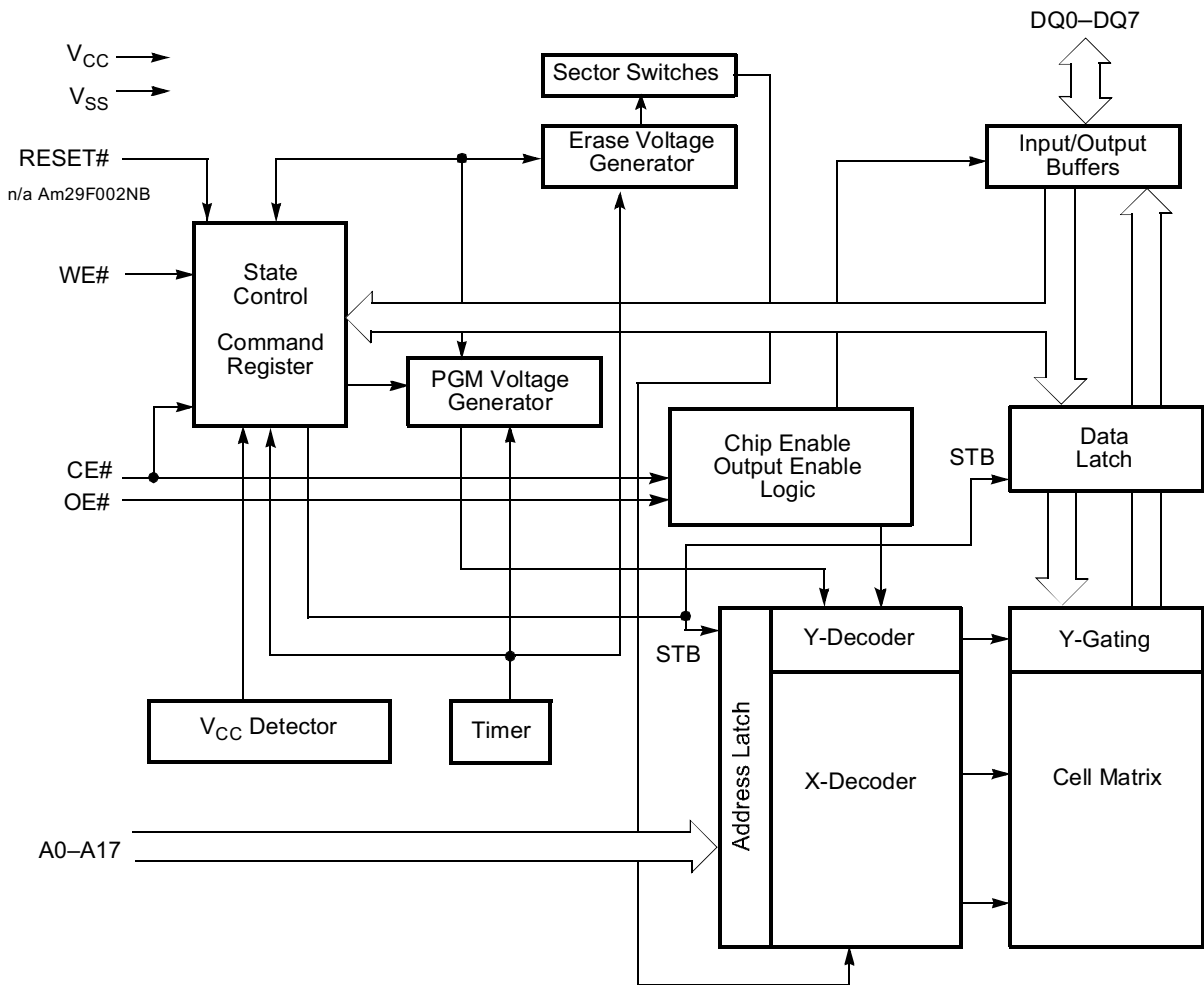 DQ0–DQ7
VCC
VSS
Sector Switches
RESET#
n/a Am29F002NB
Erase Voltage
Generator
Input/Output
Buffers
WE#
State
Control
Command
Register
PGM Voltage
Generator
CE#
OE#
Chip Enable
Output Enable
Logic
STB
Data
Latch
STB
Y-Decoder
Y-Gating
VCC Detector
Timer
Address Latch
X-Decoder
Cell Matrix
A0–A17